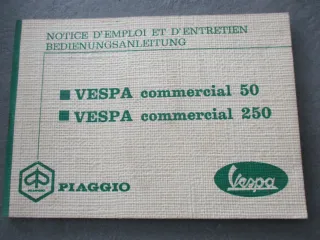 NOTICE D'EMPLOI ET D'ENTRETIEN
BEDIENUNGSANLEITUNG
VESPA commercial 50
VESPA commercial 250
PIAGGIO
Vespa